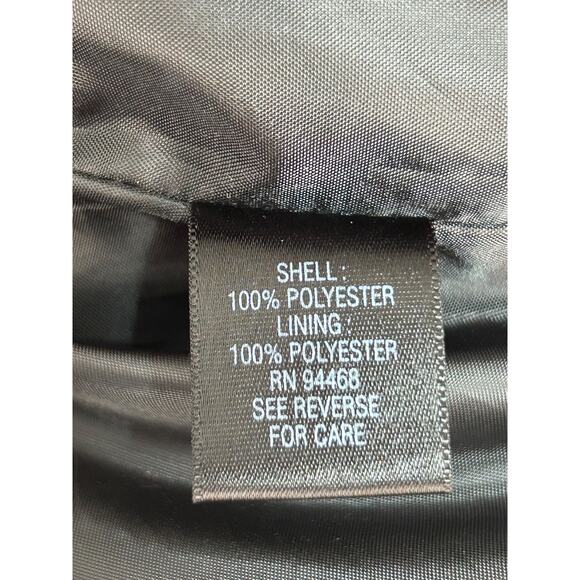 SHELL :
100% POLYESTER
LINING :
100% POLYESTER
RN 94468
SEE REVERSE
FOR CARE